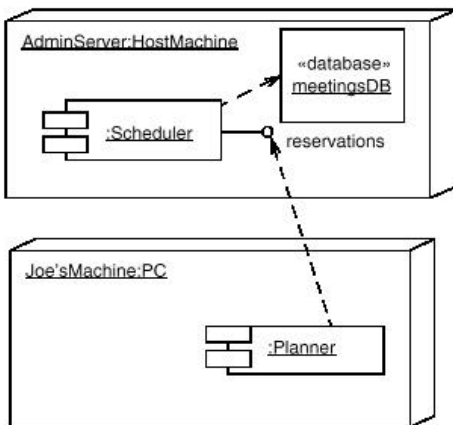 AdminServer:HostMachine
«database»
meetingsDB
:Scheduler
reservations
Joe'sMachine:PC
:Planner